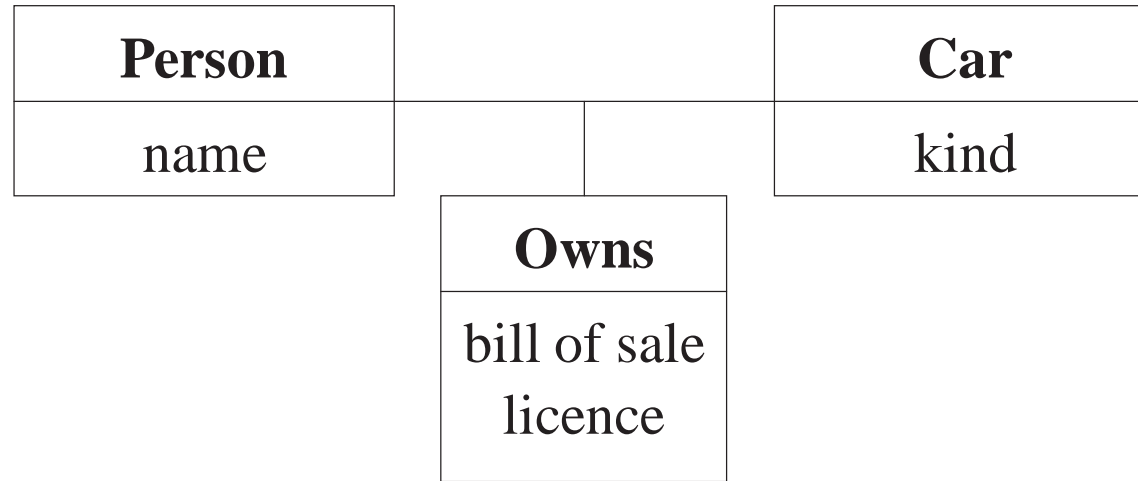 Person
Car
name
kind
Owns
bill of sale
licence